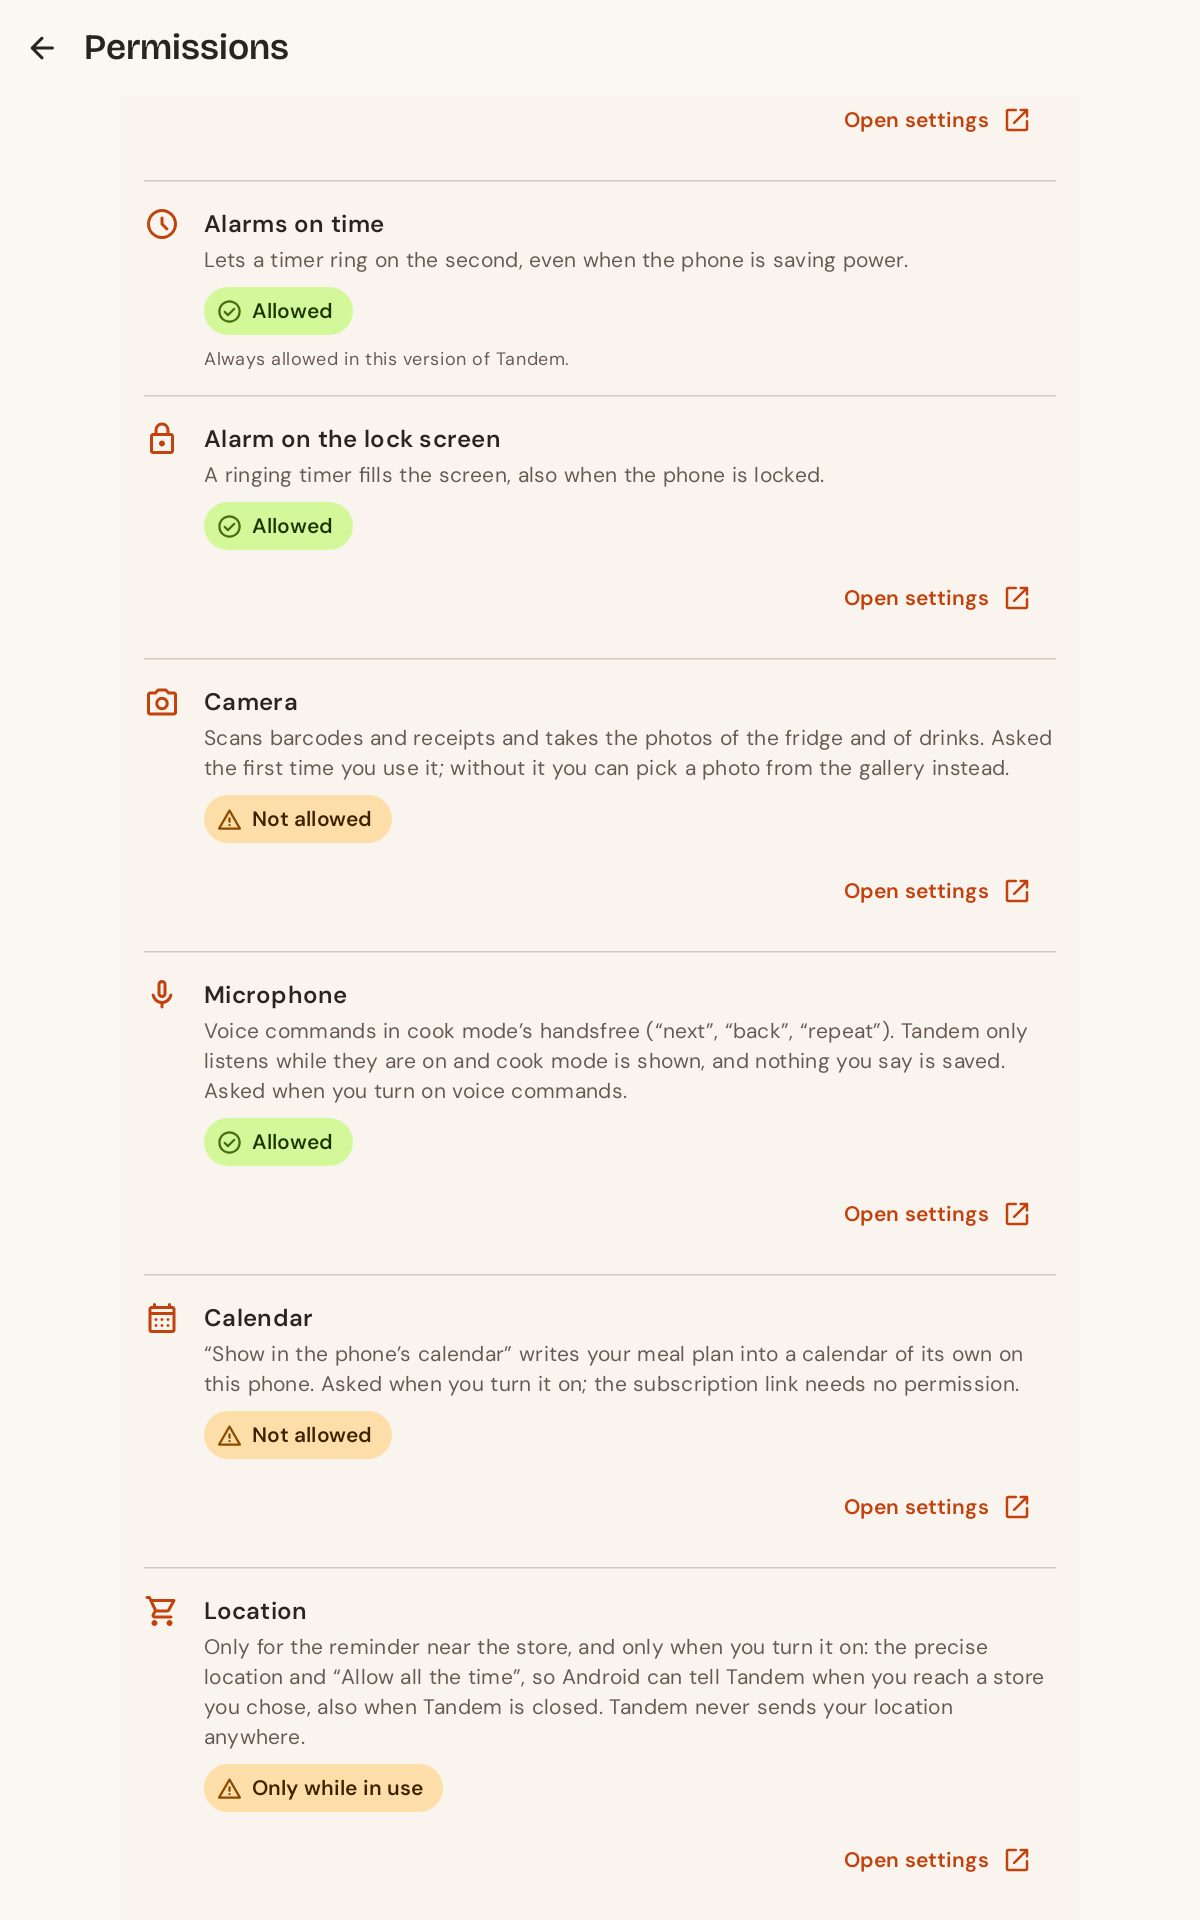 Permissions
Open settings
Alarms on time
Lets a timer ring on the second, even when the phone is saving power.
Allowed
Always allowed in this version of Tandem.
Alarm on the lock screen
A ringing timer fills the screen, also when the phone is locked.
Allowed
Open settings
Camera
Scans barcodes and receipts and takes the photos of the fridge and of drinks. Asked
the first time you use it; without it you can pick a photo from the gallery instead.
Not allowed
Open settings
Microphone
Voice commands in cook mode’s handsfree (“next”, “back”, “repeat”). Tandem only
listens while they are on and cook mode is shown, and nothing you say is saved.
Asked when you turn on voice commands.
Allowed
Open settings
Calendar
“Show in the phone’s calendar” writes your meal plan into a calendar of its own on
this phone. Asked when you turn it on; the subscription link needs no permission.
Not allowed
Open settings
Location
Only for the reminder near the store, and only when you turn it on: the precise
location and “Allow all the time”, so Android can tell Tandem when you reach a store
you chose, also when Tandem is closed. Tandem never sends your location
anywhere.
Only while in use
Open settings